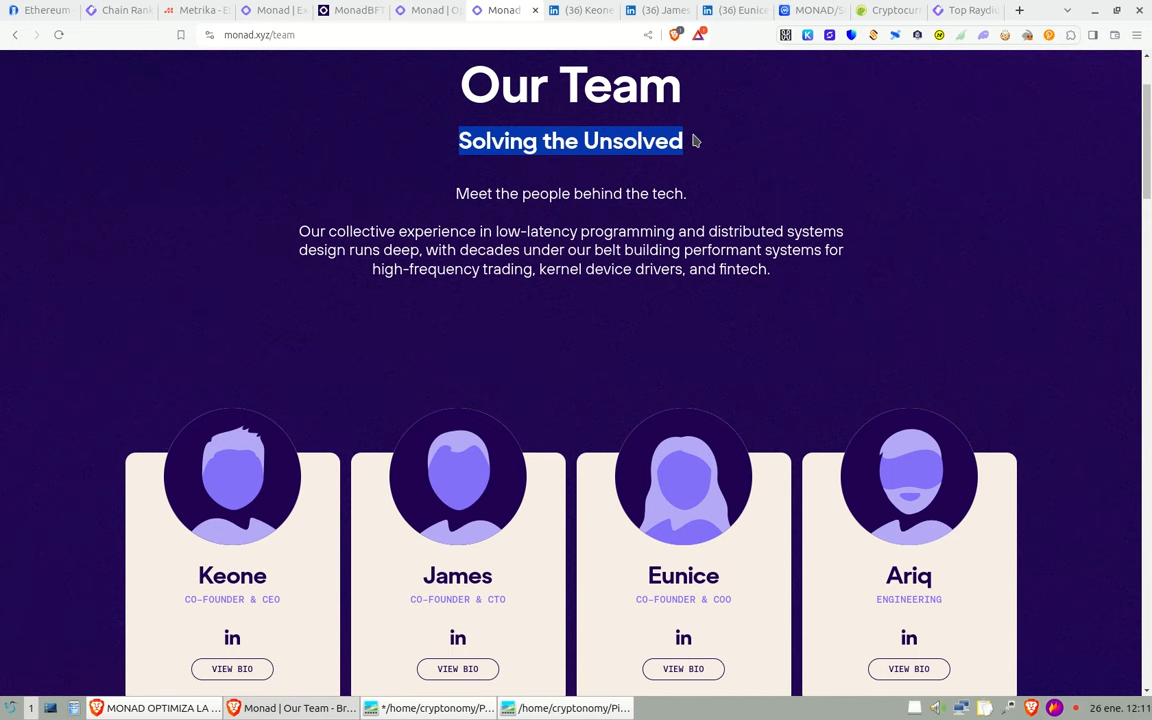 Ethereum
Chain Rank
Metrika - E
Monad | E
MonadBFT
Monad | O
Monad
(36) Keone
(36) James
(36) Eunice
MONAD/S
Cryptocur
Top Raydi
monad.xyz/team
Our Team
Solving the Unsolved
Meet the people behind the tech.
Our collective experience in low-latency programming and distributed systems
design runs deep, with decades under our belt building performant systems for
high-frequency trading, kernel device drivers, and fintech.
Keone
CO-FOUNDER & CEO
in
VIEW BIO
James
CO-FOUNDER & CTO
in
VIEW BIO
Eunice
CO-FOUNDER & COO
in
VIEW BIO
Ariq
ENGINEERING
in
VIEW BIO
1
MONAD OPTIMIZA LA ...
Monad | Our Team - Br...
*/home/cryptonomy/P...
/home/cryptonomy/Pi...
26 ene. 12:11